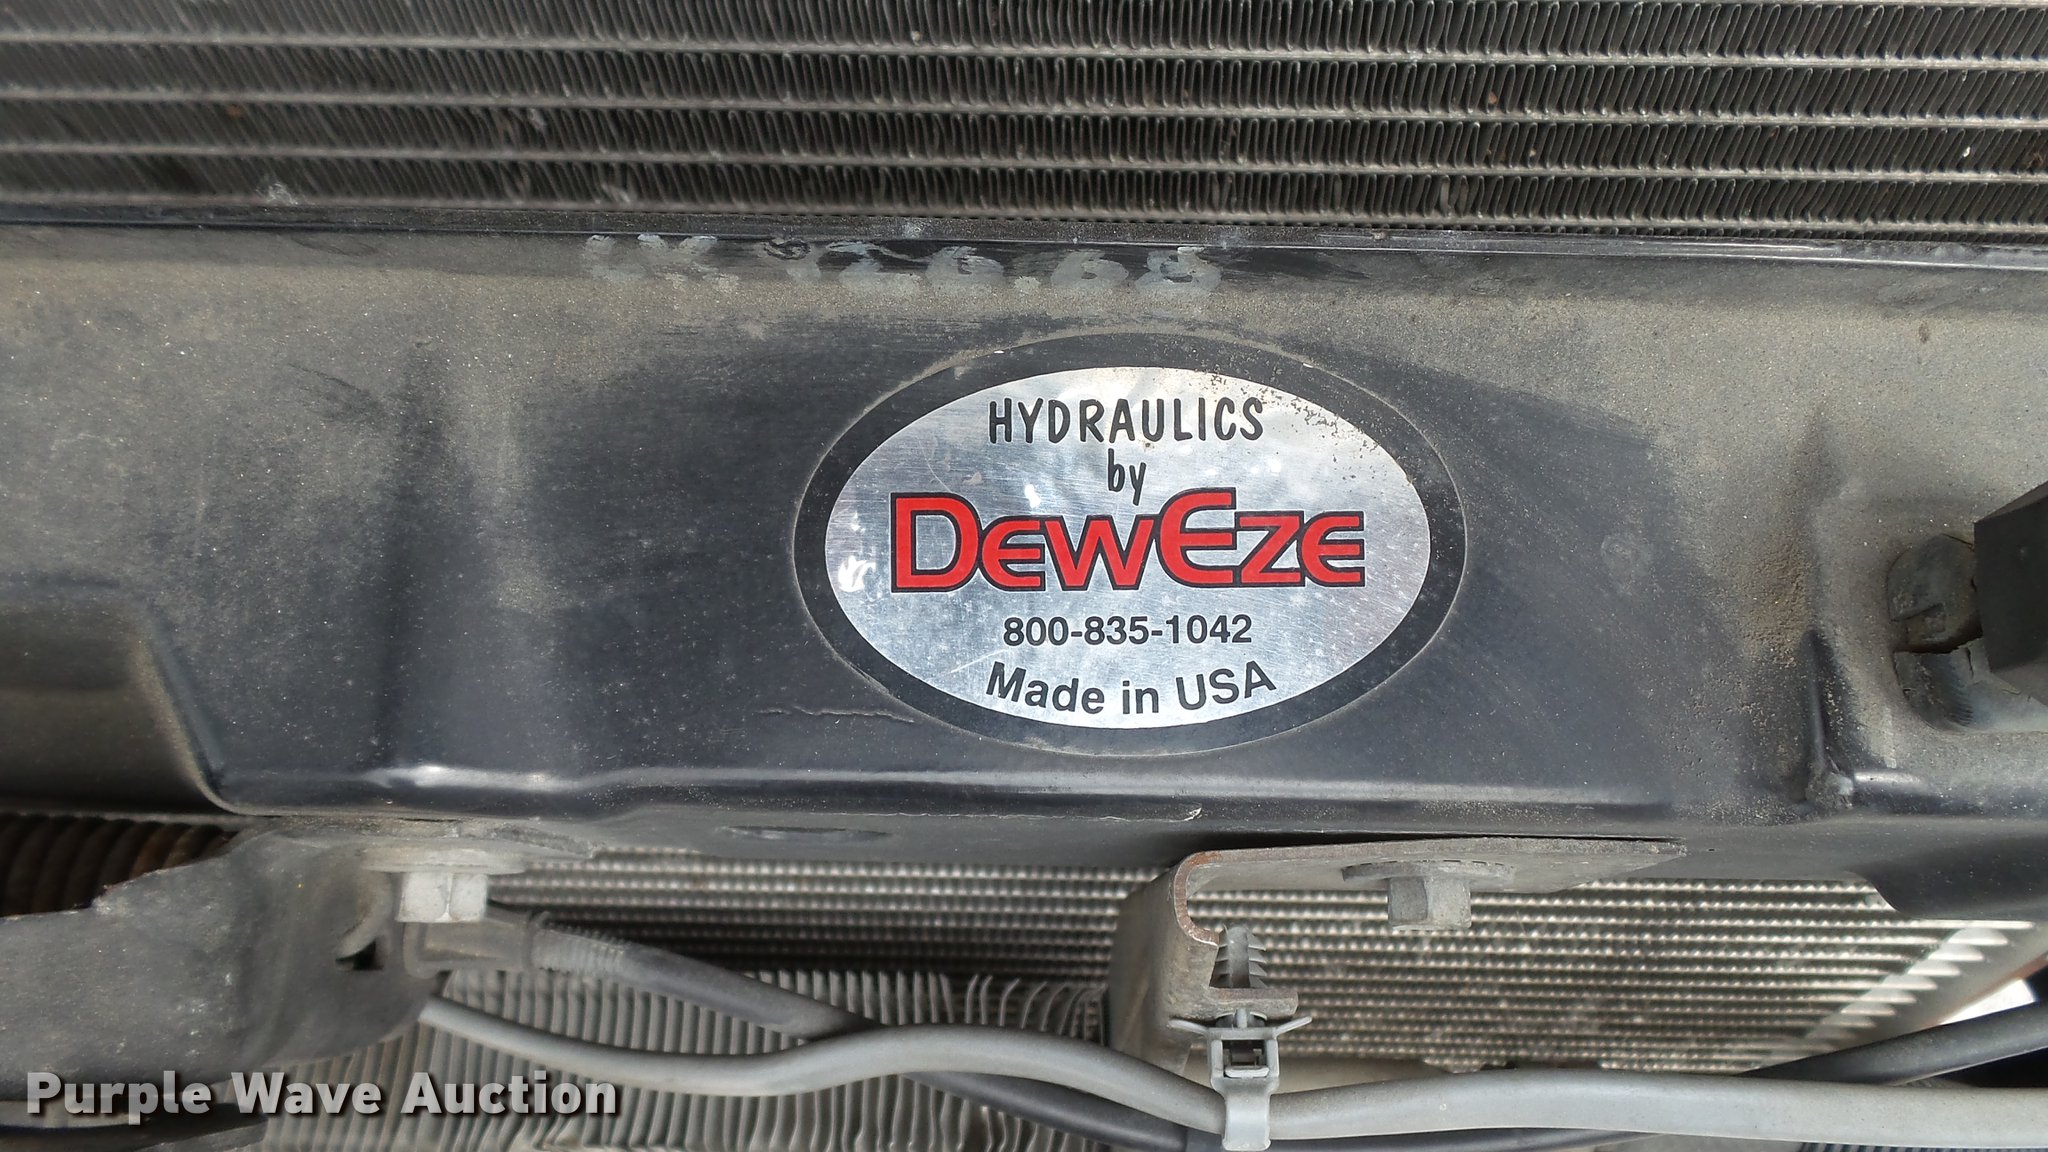 HYDRAULICS
by
DewEze
800-835-1042
Made in USA
Purple Wave Auction